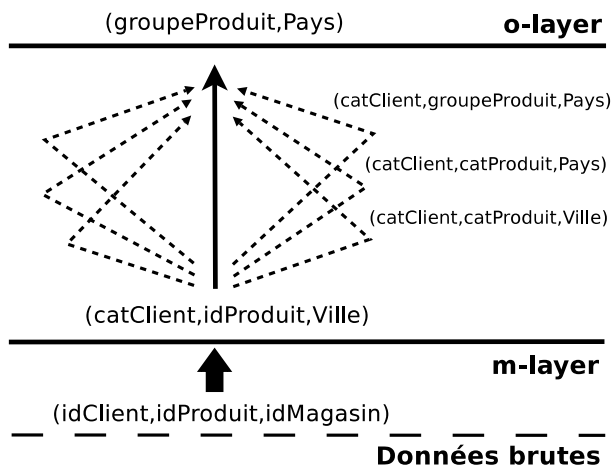 (groupeProduit,Pays)
o-layer
(catClient,groupeProduit,Pays)
(catClient,catProduit,Pays)
(catClient,catProduit,Ville)
(catClient,idProduit,Ville)
m-layer
(idClient,idProduit,idMagasin)
Données brutes